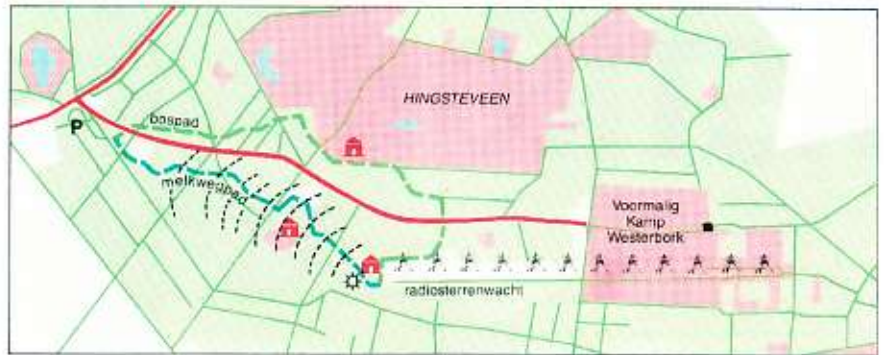 HINGSTEVEEN
bospad
P
melkwegpad
Voormalig
Kamp
Westerbork
radiosterrenwacht